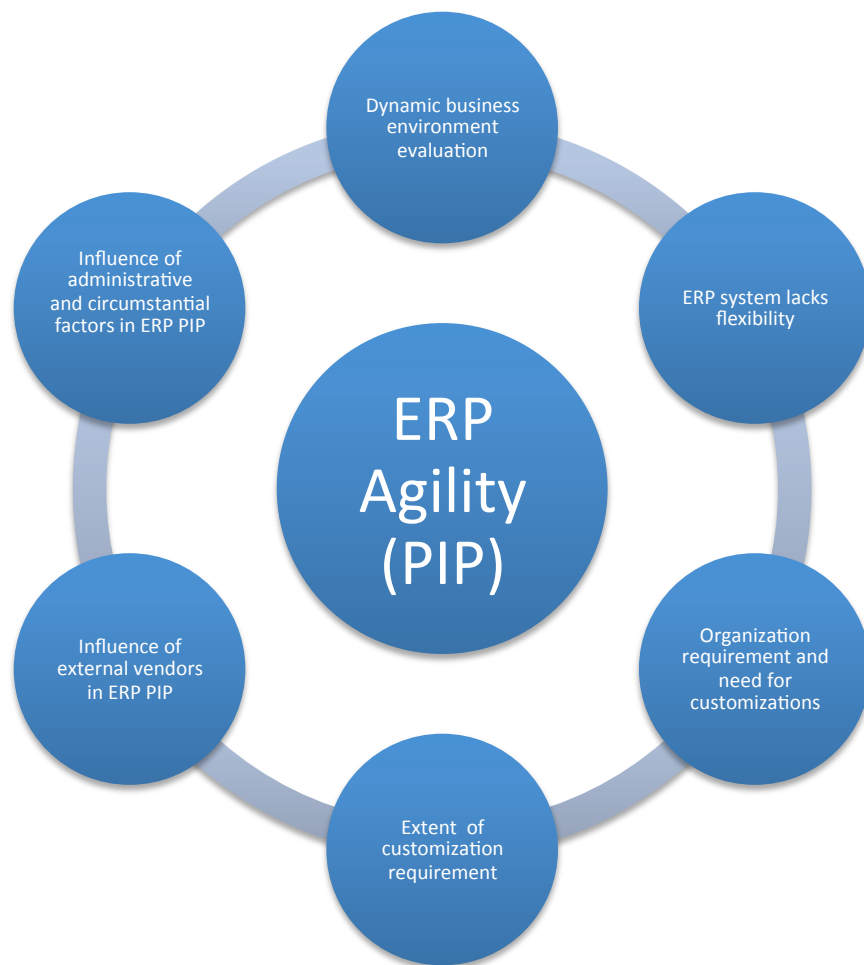 Dynamic business
environment
evaluation
ERP system lacks
flexibility
Organization
requirement and
need for
customizations
Extent of
customization
requirement
Influence of
external vendors
in ERP PIP
Influence of
administrative
and circumstantial
factors in ERP PIP
ERP
Agility
(PIP)